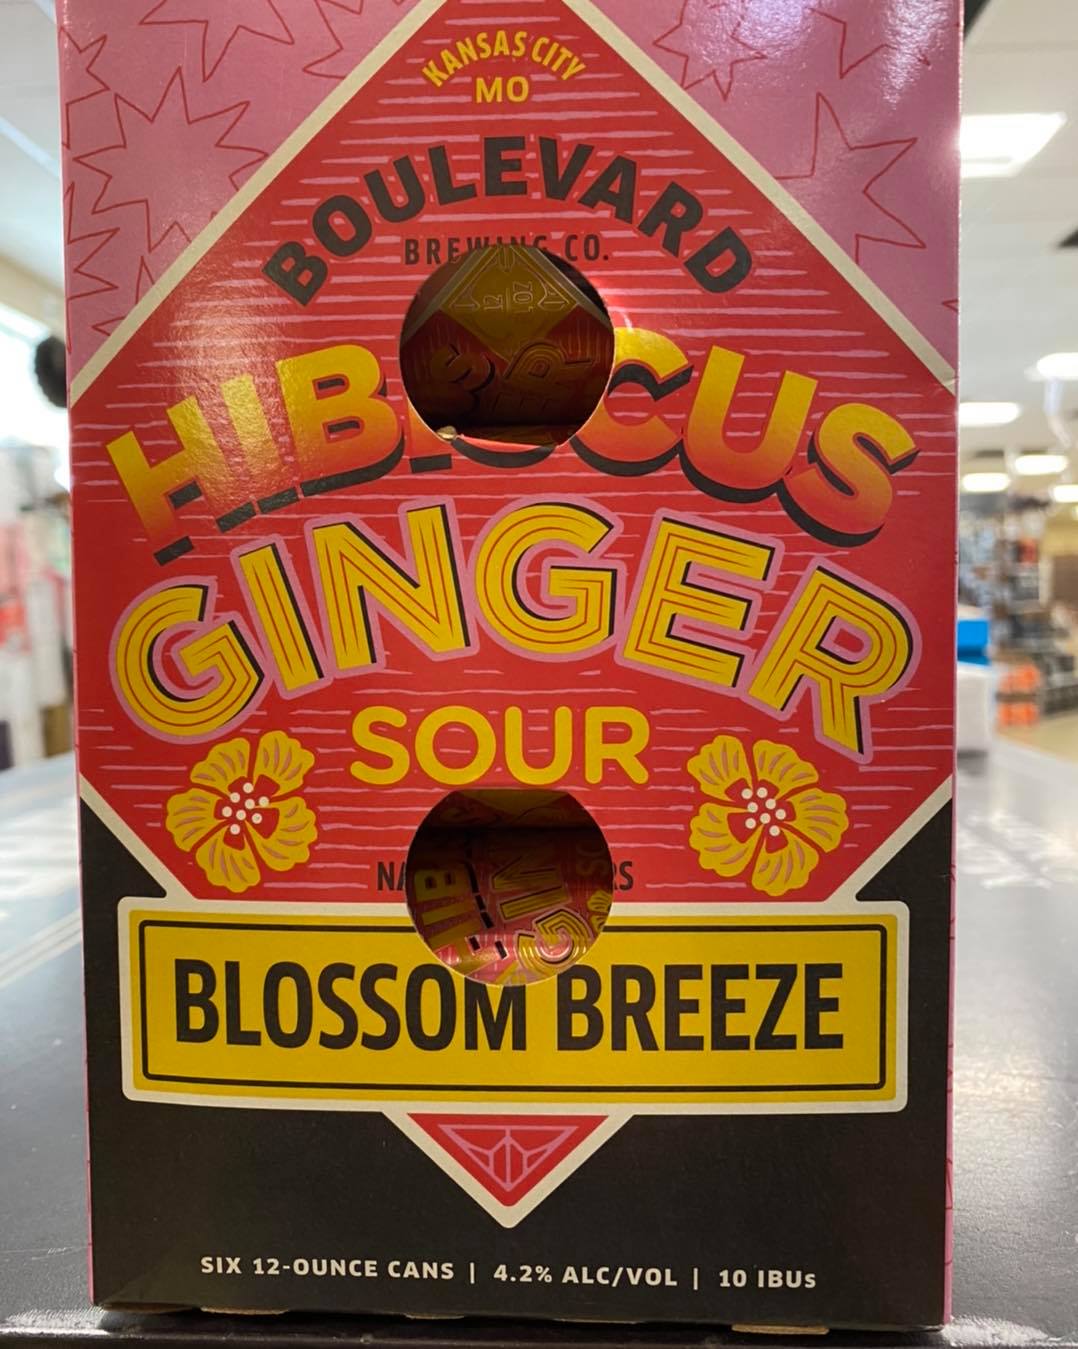 KANSAS CITY
MO
BOULEVARD
BREWING CO.
HIBISCUS
GINGER
SOUR
BLOSSOM BREEZE
SIX 12-OUNCE CANS | 4.2% ALC/VOL | 10 IBUs